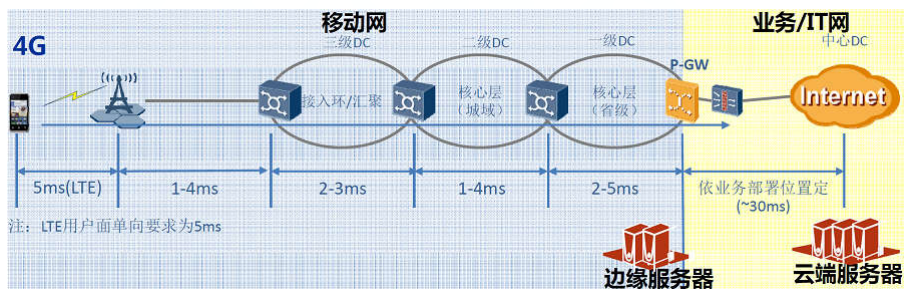 移动网
业务/IT网
4G
三级DC
二级DC
一级DC
中心DC
P-GW
接入环/汇聚
核心层
（城域）
核心层
（省级）
Internet
5ms(LTE)
1-4ms
2-3ms
1-4ms
2-5ms
依业务部署位置定
(~30ms)
注：LTE用户面单向要求为5ms
边缘服务器
云端服务器